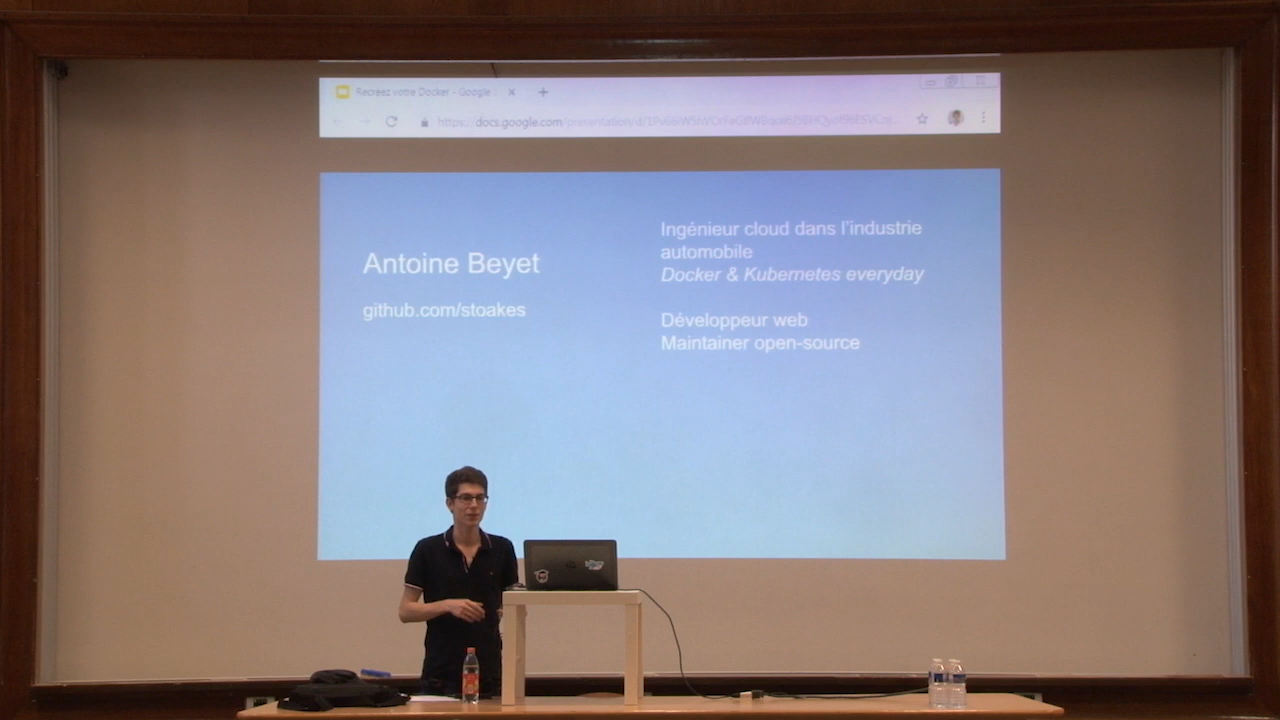 Recréez votre Docker - Google
https://docs.google.com/presentation/d/
Antoine Beyet
github.com/stoakes
Ingénieur cloud dans l'industrie
automobile
Docker & Kubernetes everyday
Développeur web
Maintainer open-source